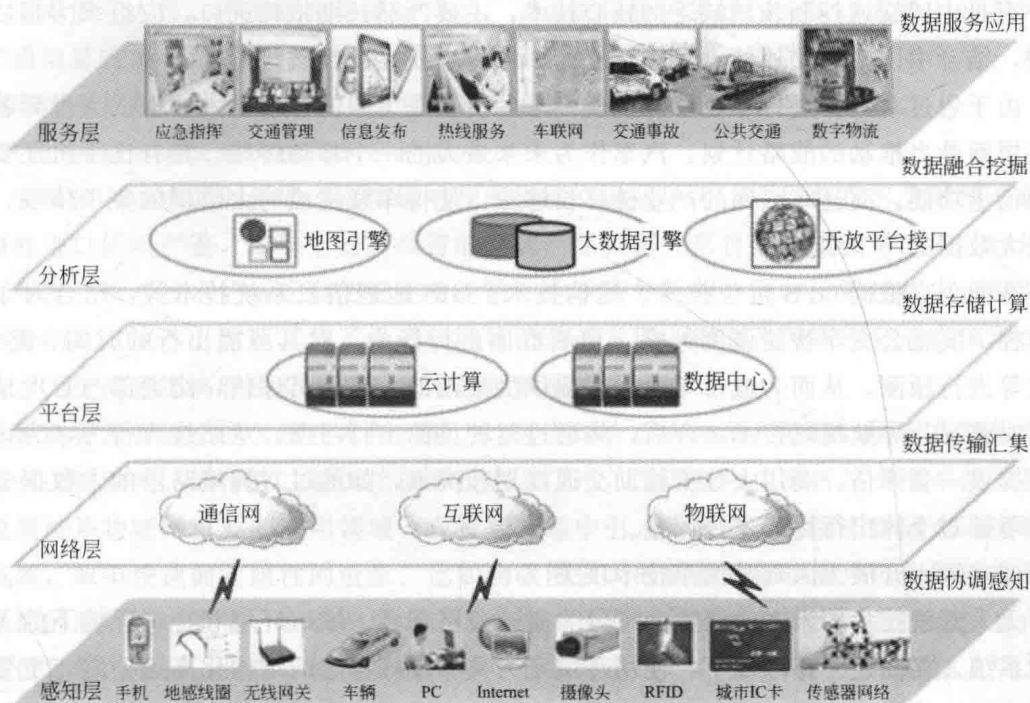 数据服务应用
服务层
应急指挥 交通管理 信息发布 热线服务 车联网 交通事故 公共交通 数字物流
数据融合挖掘
地图引擎 大数据引擎 开放平台接口
分析层
数据存储计算
云计算 数据中心
平台层
数据传输汇集
通信网 互联网 物联网
网络层
数据协调感知
感知层
手机 地感线圈 无线网关 车辆 PC Internet 摄像头 RFID 城市IC卡 传感器网络